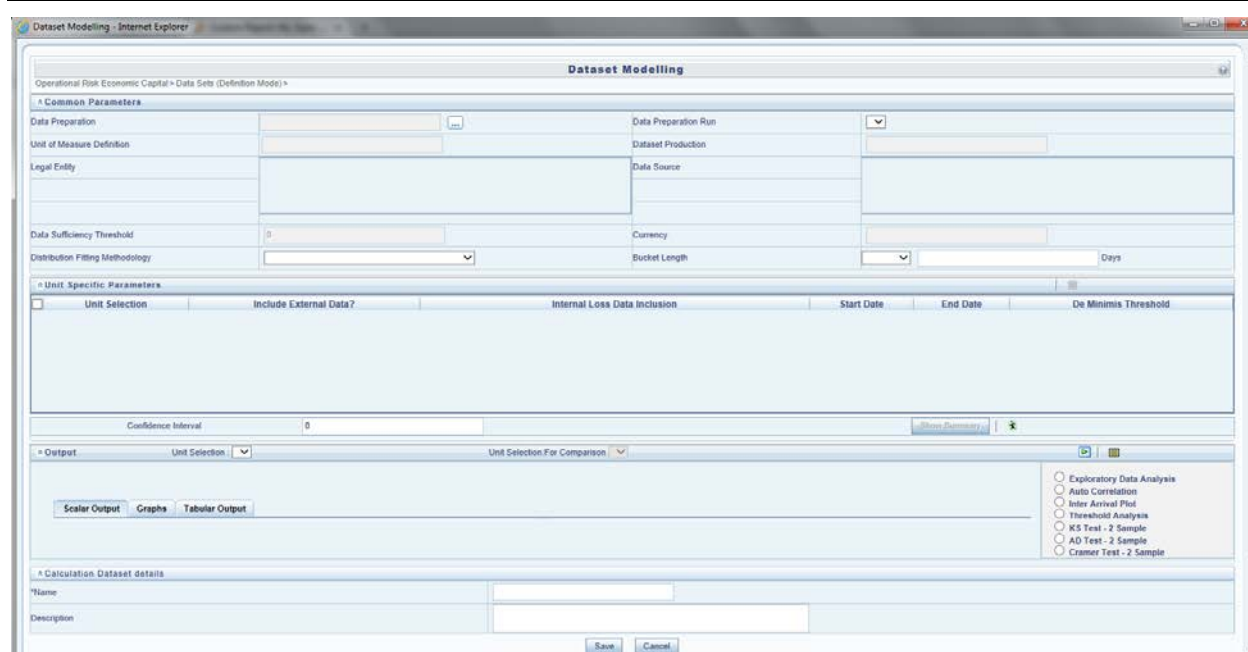 Dataset Modelling - Internet Explorer
Dataset Modelling
Operational Risk Economic Capital > Data Sets (Definition Mode) >
Common Parameters
Data Preparation ... Data Preparation Run
Unit of Measure Definition Dataset Production
Legal Entity Data Source
Data Sufficiency Threshold 0 Currency
Distribution Fitting Methodology Bucket Length Days
Unit Specific Parameters
Unit Selection Include External Data? Internal Loss Data Inclusion Start Date End Date De Minimis Threshold
Confidence Interval 0 Show Summary
Output Unit Selection Unit Selection For Comparison
Exploratory Data Analysis
Auto Correlation
Inter Arrival Plot
Threshold Analysis
KS Test - 2 Sample
AD Test - 2 Sample
Cramer Test - 2 Sample
Scalar Output Graphs Tabular Output
Calculation Dataset details
*Name
Description
Save Cancel